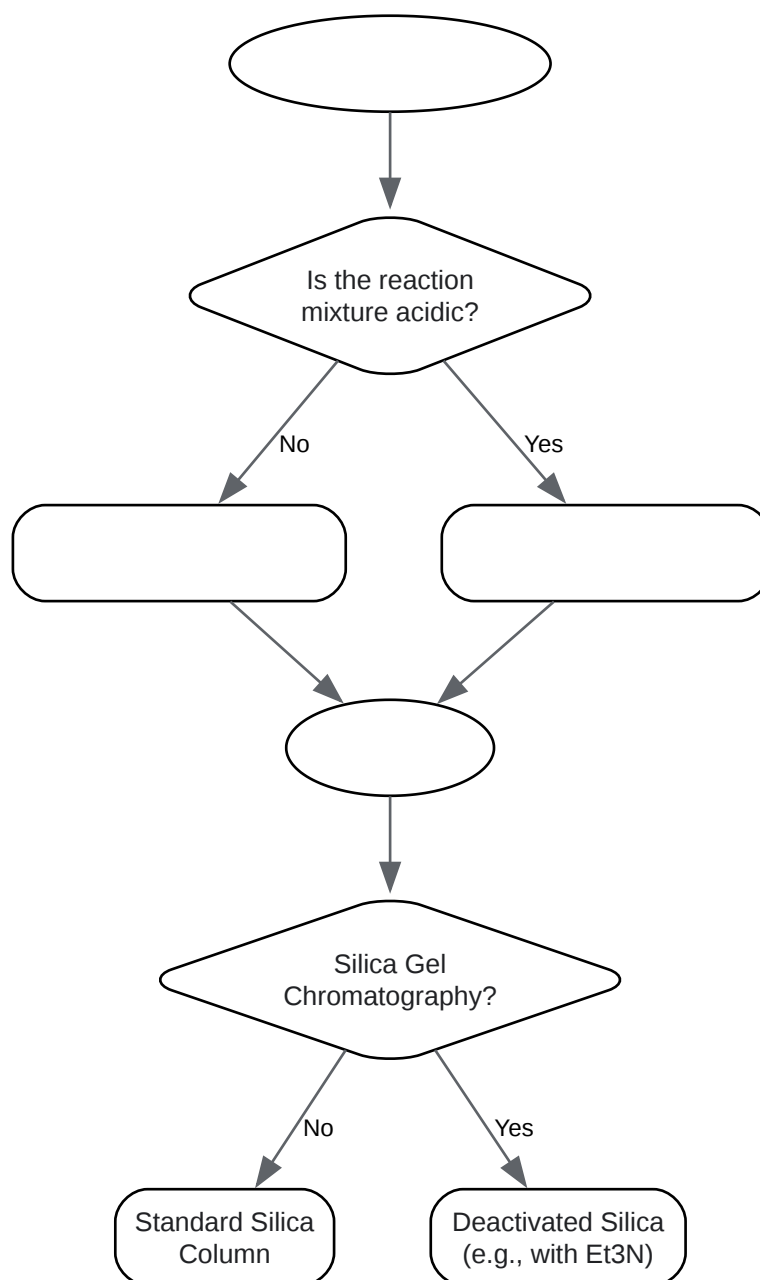 Is the reaction
mixture acidic?
No
Yes
Silica Gel
Chromatography?
No
Yes
Standard Silica
Column
Deactivated Silica
(e.g., with Et3N)